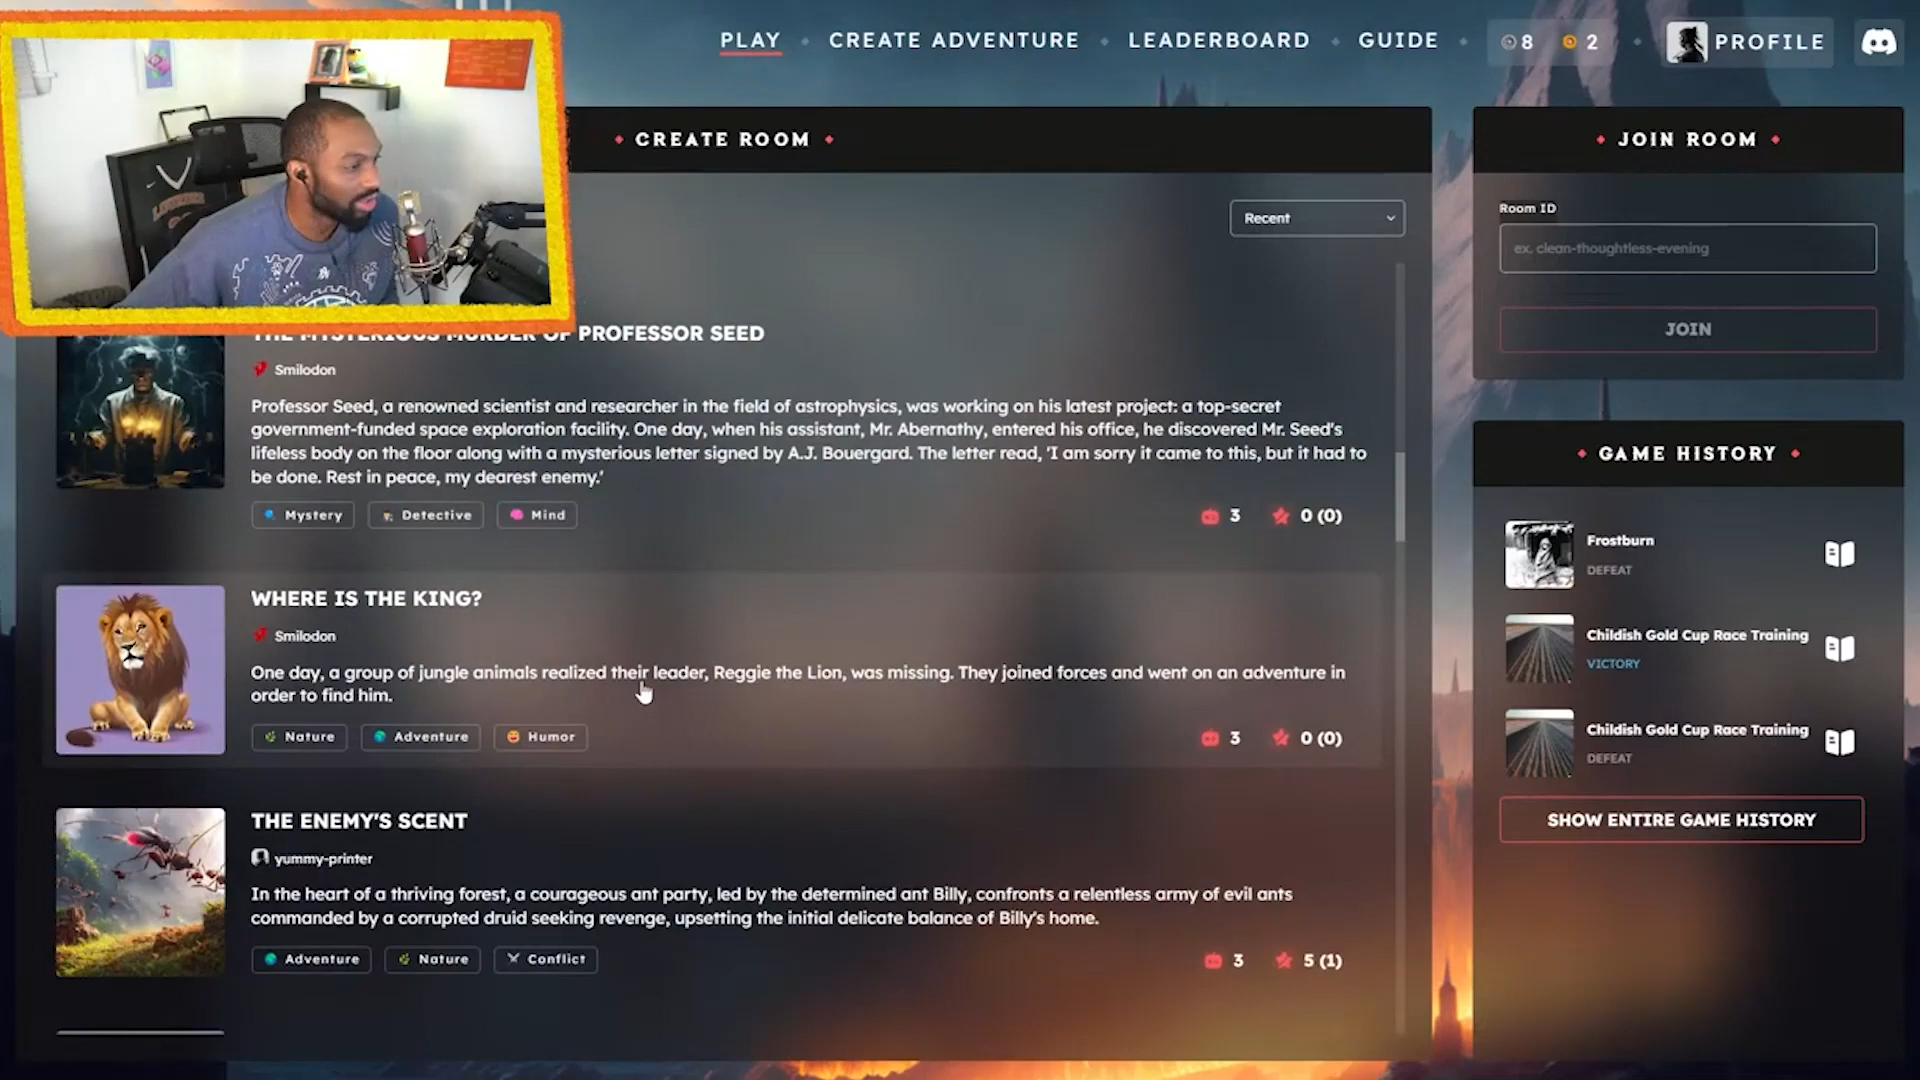 PLAY
CREATE ADVENTURE
LEADERBOARD
GUIDE
8
2
PROFILE
CREATE ROOM
Recent
THE MYSTERIOUS MURDER OF PROFESSOR SEED
Smilodon
Professor Seed, a renowned scientist and researcher in the field of astrophysics, was working on his latest project: a top-secret
government-funded space exploration facility. One day, when his assistant, Mr. Abernathy, entered his office, he discovered Mr. Seed's
lifeless body on the floor along with a mysterious letter signed by A.J. Bouergard. The letter read, 'I am sorry it came to this, but it had to
be done. Rest in peace, my dearest enemy.'
Mystery
Detective
Mind
3
0 (0)
WHERE IS THE KING?
Smilodon
One day, a group of jungle animals realized their leader, Reggie the Lion, was missing. They joined forces and went on an adventure in
order to find him.
Nature
Adventure
Humor
3
0 (0)
THE ENEMY'S SCENT
yummy-printer
In the heart of a thriving forest, a courageous ant party, led by the determined ant Billy, confronts a relentless army of evil ants
commanded by a corrupted druid seeking revenge, upsetting the initial delicate balance of Billy's home.
Adventure
Nature
Conflict
3
5 (1)
JOIN ROOM
Room ID
ex. clean-thoughtless-evening
JOIN
GAME HISTORY
Frostburn
DEFEAT
Childish Gold Cup Race Training
VICTORY
Childish Gold Cup Race Training
DEFEAT
SHOW ENTIRE GAME HISTORY